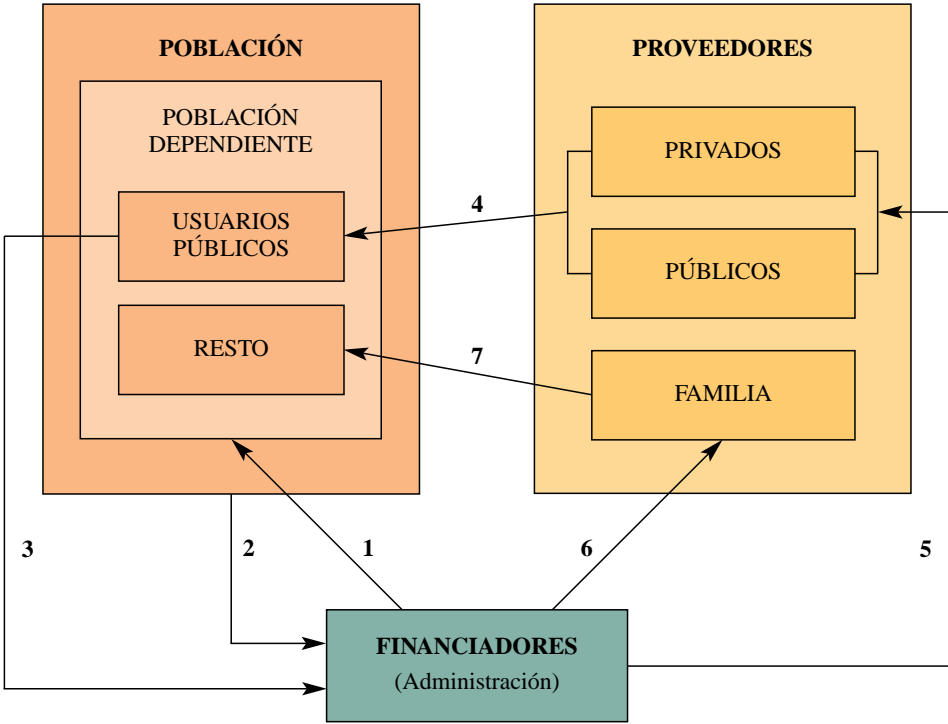 POBLACIÓN
POBLACIÓN
DEPENDIENTE
USUARIOS
PÚBLICOS
RESTO
PROVEEDORES
PRIVADOS
PÚBLICOS
FAMILIA
4
7
3
2
1
6
5
FINANCIADORES
(Administración)